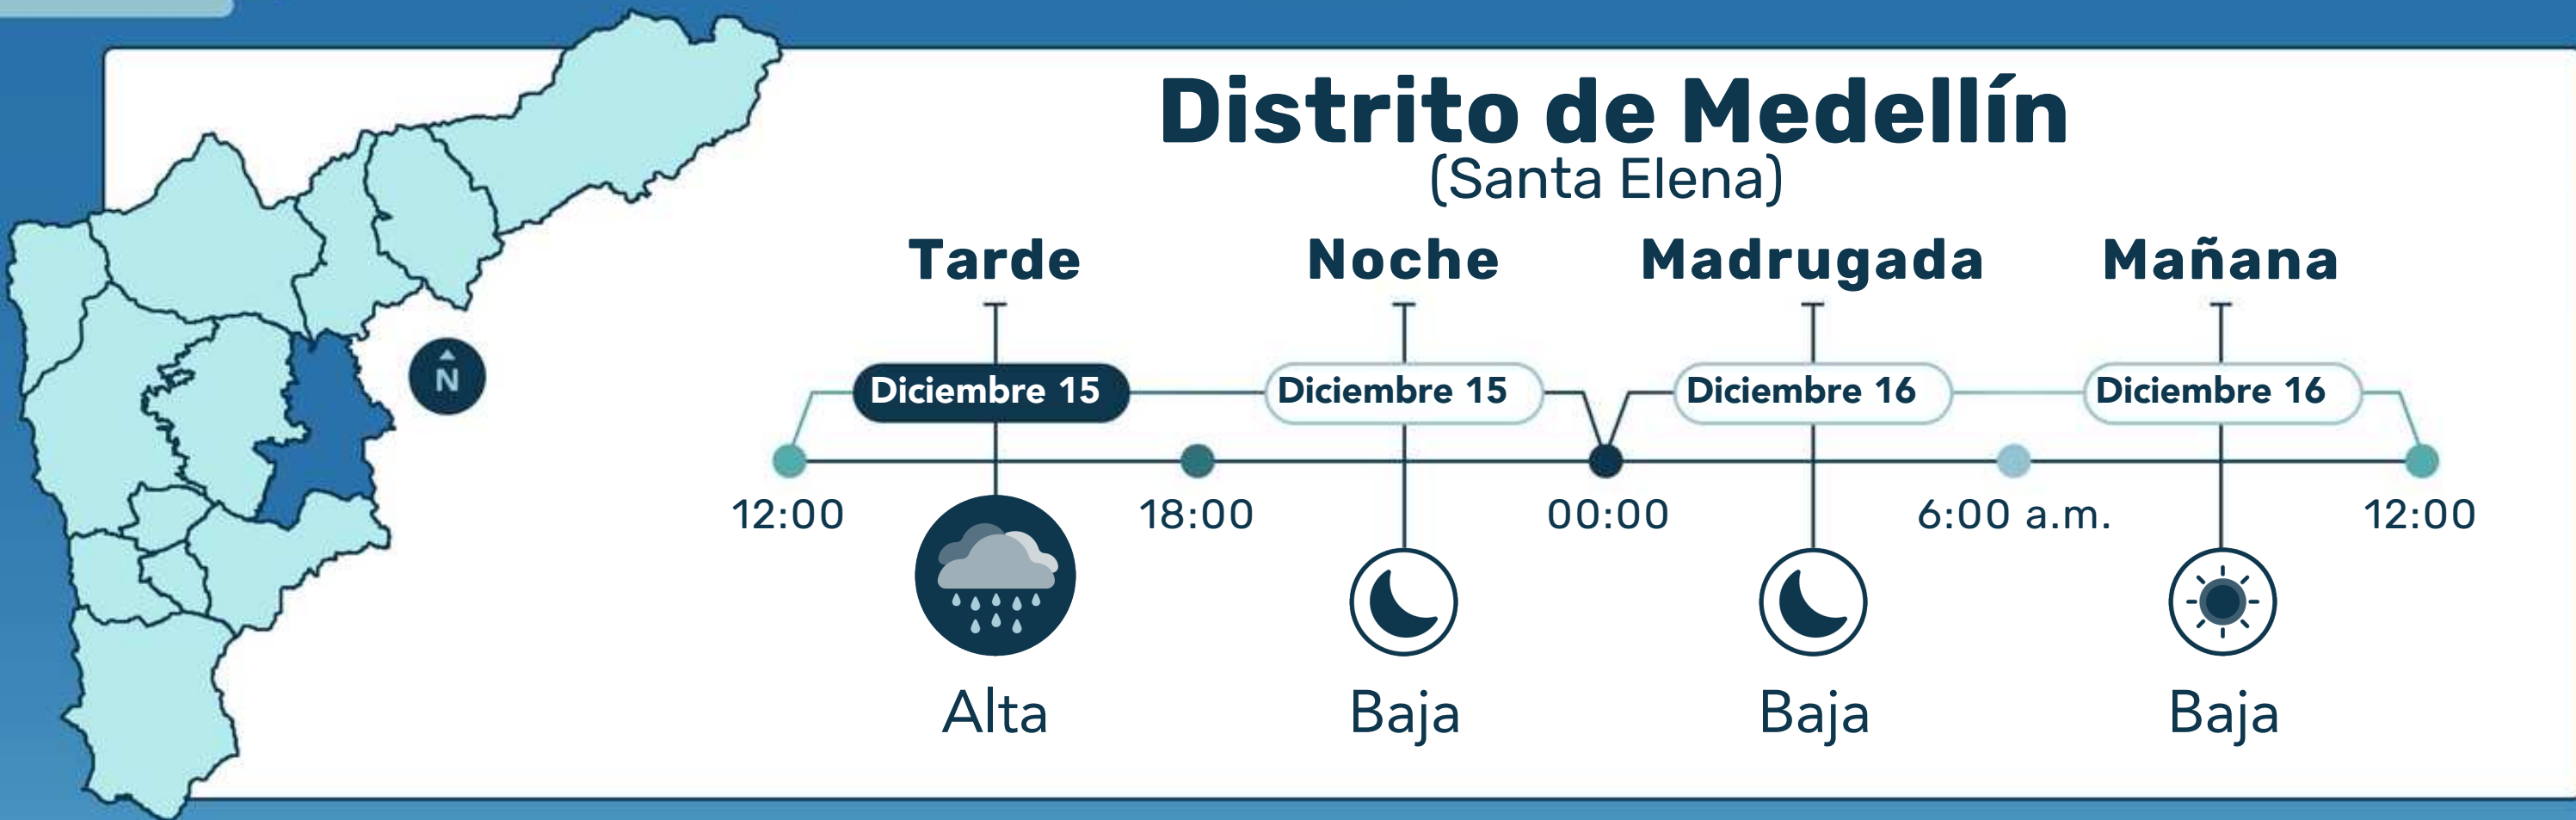 Distrito de Medellín
(Santa Elena)
Tarde Noche Madrugada Mañana
Diciembre 15 Diciembre 15 Diciembre 16 Diciembre 16
N
12:00 18:00 00:00 6:00 a.m. 12:00
Alta Baja Baja Baja